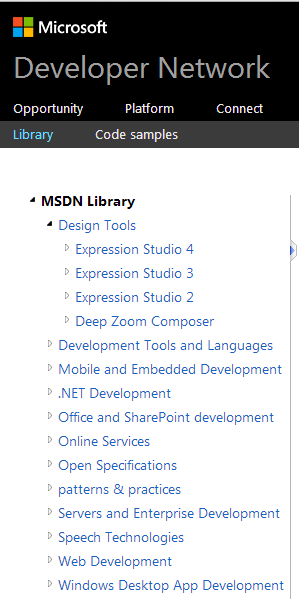 Microsoft
Developer Network
Opportunity Platform Connect
Library Code samples
MSDN Library
Design Tools
Expression Studio 4
Expression Studio 3
Expression Studio 2
Deep Zoom Composer
Development Tools and Languages
Mobile and Embedded Development
.NET Development
Office and SharePoint development
Online Services
Open Specifications
patterns & practices
Servers and Enterprise Development
Speech Technologies
Web Development
Windows Desktop App Development